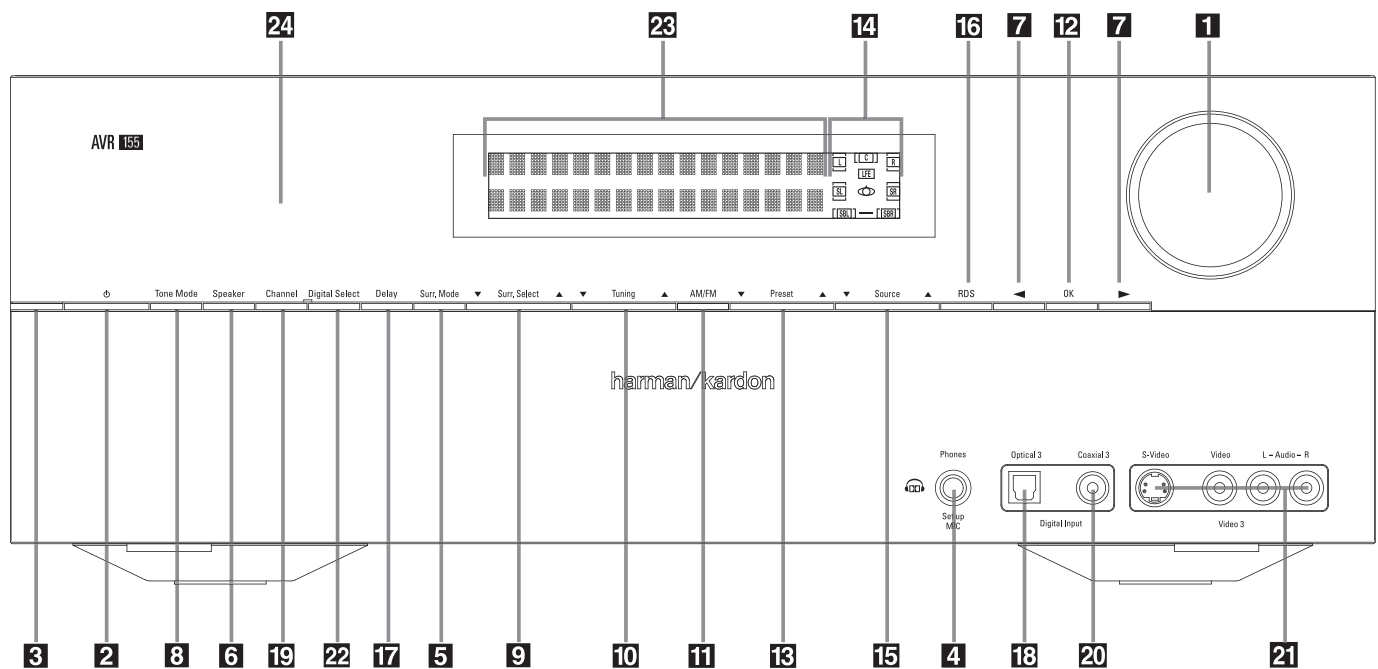 24 23 14 16 7 12 7 1
AVR 155
L C R
LFE
SL SR
SBL SBR
Tone Mode Speaker Channel Digital Select Delay Surr. Mode ▼ Surr. Select ▲ ▼ Tuning ▲ AM/FM ▼ Preset ▲ ▼ Source ▲ RDS ◀ OK ▶
harman/kardon
Phones Optical 3 Coaxial 3 S-Video Video L – Audio – R
Set up
MIC
Digital Input Video 3
3 2 8 6 19 22 17 5 9 10 11 13 15 4 18 20 21